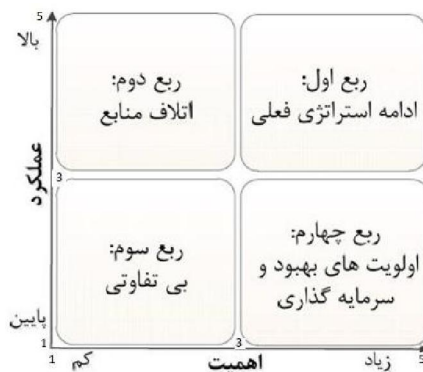 5
بالا
ربع دوم:
اتلاف منابع
ربع اول:
ادامه استراتژی فعلی
عملکرد
3
ربع سوم:
بی تفاوتی
ربع چهارم:
اولویت های بهبود و
سرمایه گذاری
پایین
1
3
1
کم
اهمیت
زیاد
5